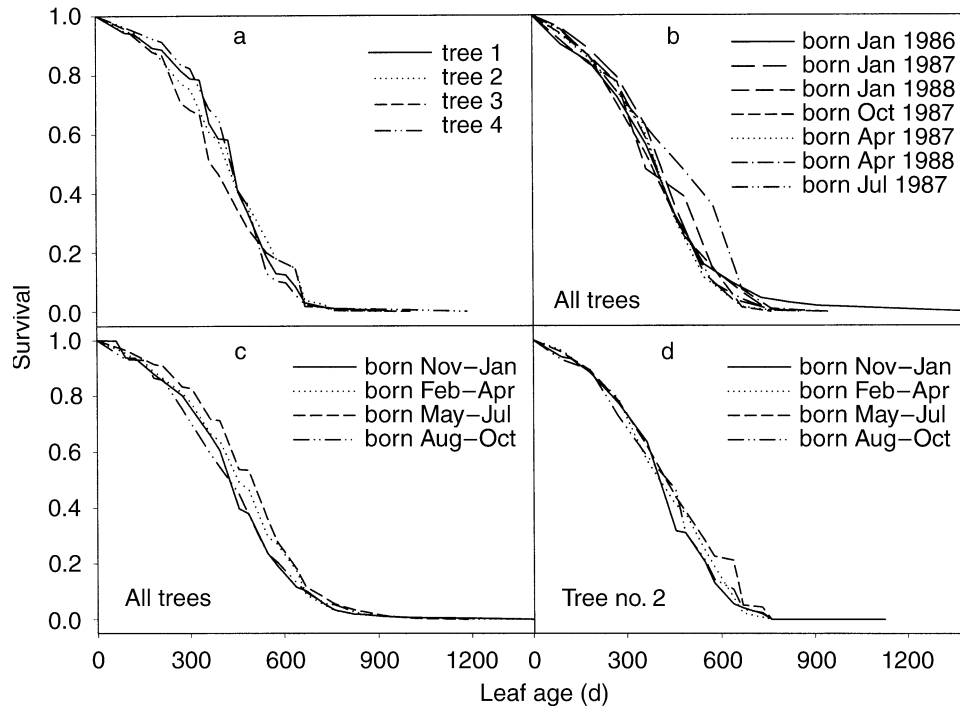 1.0
0.8
0.6
0.4
0.2
0.0
a
tree 1
tree 2
tree 3
tree 4
b
born Jan 1986
born Jan 1987
born Jan 1988
born Oct 1987
born Apr 1987
born Apr 1988
born Jul 1987
All trees
Survival
1.0
0.8
0.6
0.4
0.2
0.0
c
born Nov–Jan
born Feb–Apr
born May–Jul
born Aug–Oct
All trees
d
born Nov–Jan
born Feb–Apr
born May–Jul
born Aug–Oct
Tree no. 2
0 300 600 900 1200 0 300 600 900 1200
Leaf age (d)